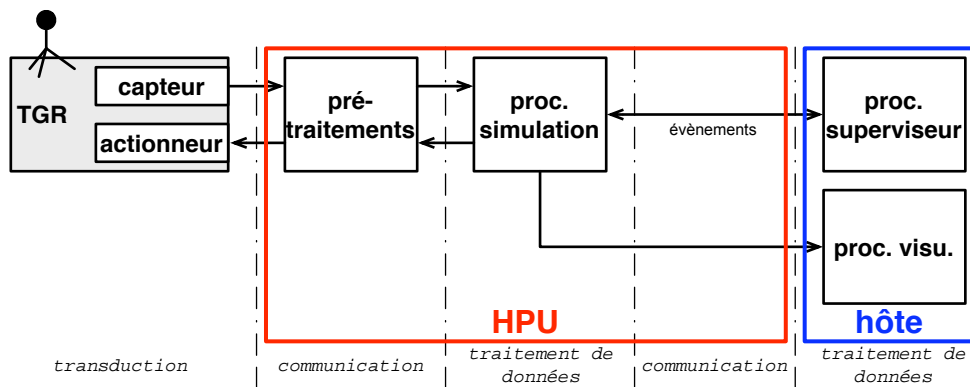 TGR
capteur
actionneur
pré-
traitements
proc.
simulation
évènements
proc.
superviseur
proc. visu.
HPU
hôte
transduction
communication
traitement de
données
communication
traitement de
données